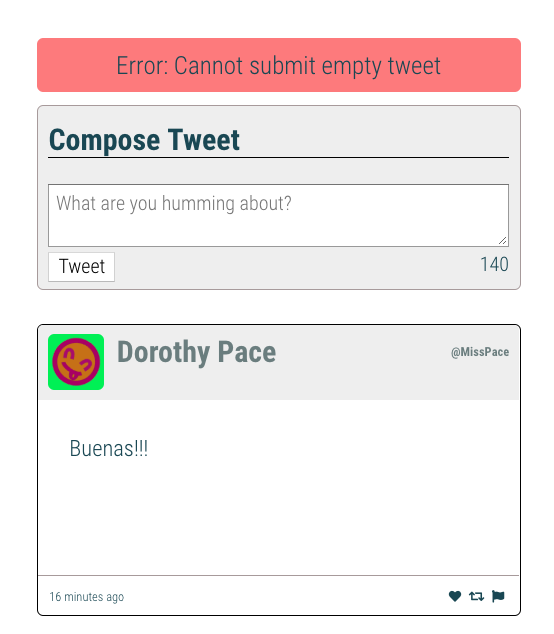 Error: Cannot submit empty tweet
Compose Tweet
What are you humming about?
Tweet
140
Dorothy Pace
@MissPace
Buenas!!!
16 minutes ago